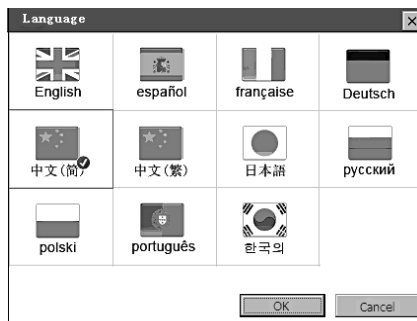 Language
English
español
française
Deutsch
中文(简)
中文(繁)
日本語
русский
polski
português
한국의
OK
Cancel